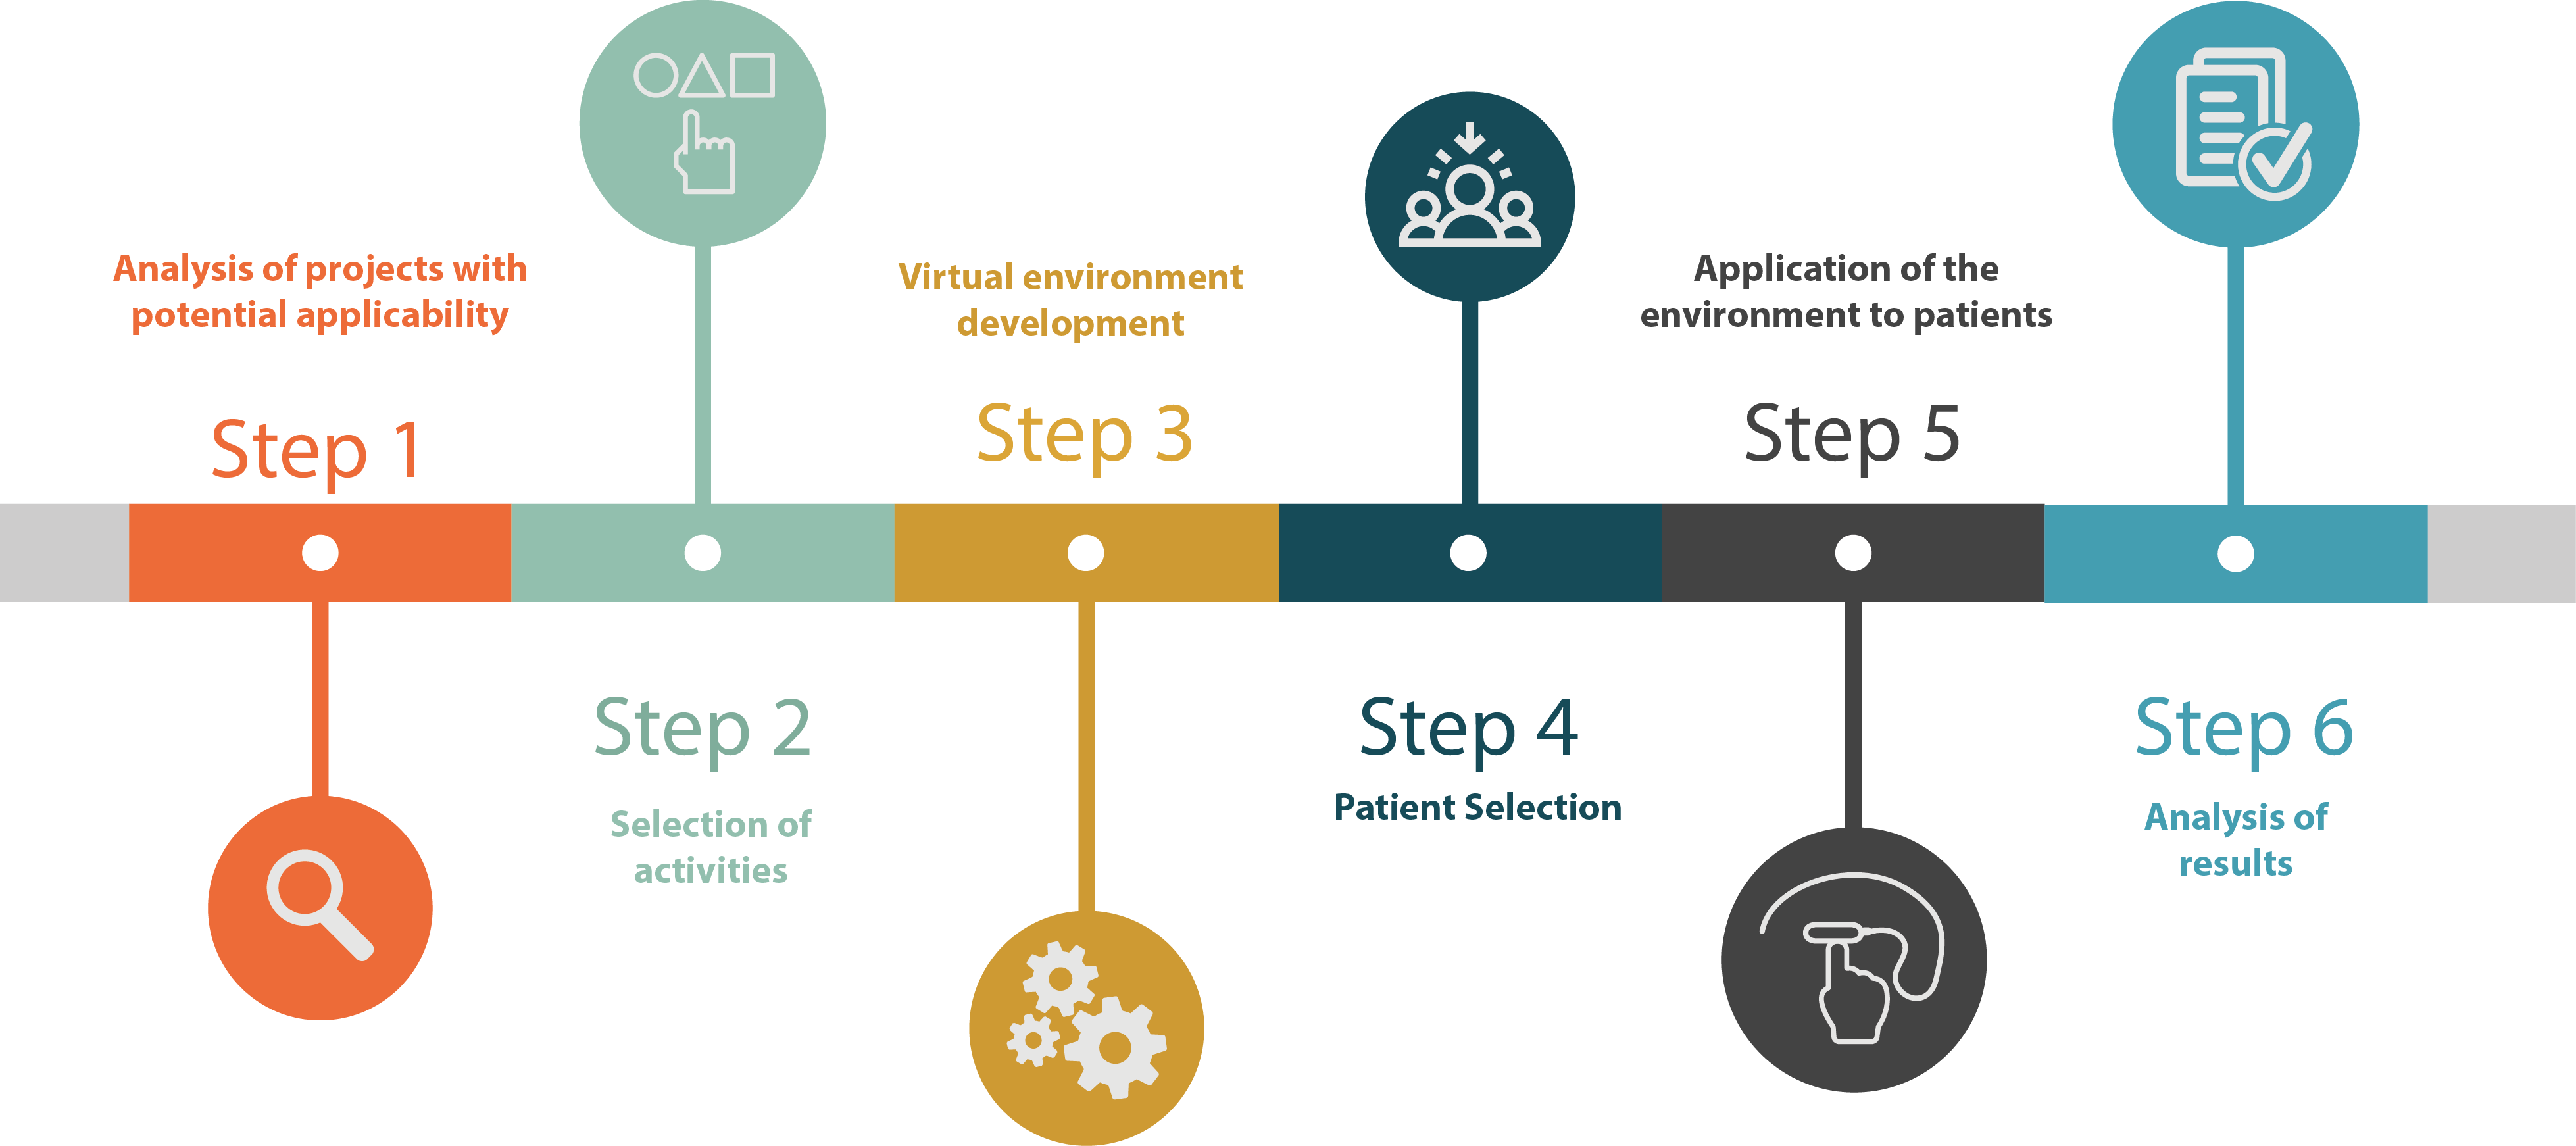 Analysis of projects with
potential applicability
Step 1
Step 2
Selection of
activities
Virtual environment
development
Step 3
Step 4
Patient Selection
Application of the
environment to patients
Step 5
Step 6
Analysis of
results